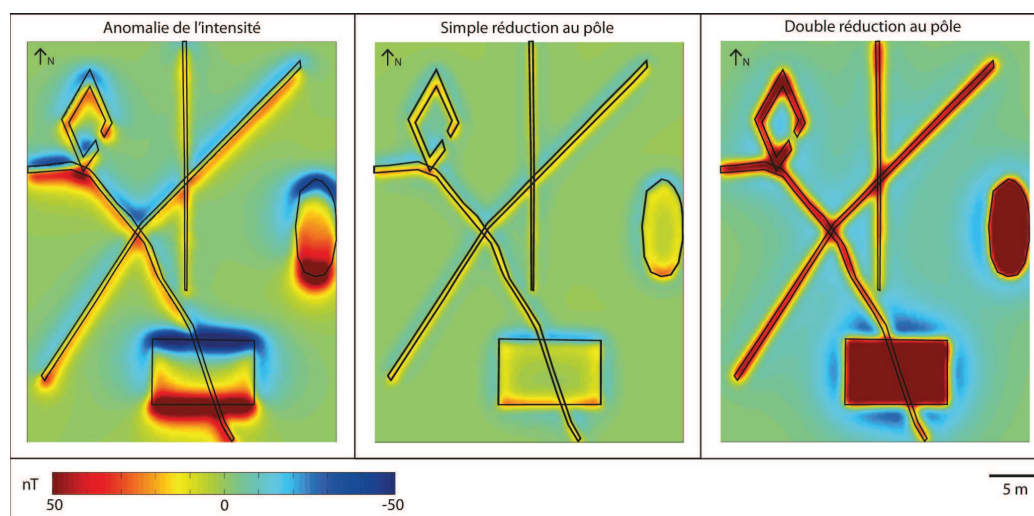 Anomalie de l'intensité
Simple réduction au pôle
Double réduction au pôle
N
N
N
nT
50
0
-50
5 m